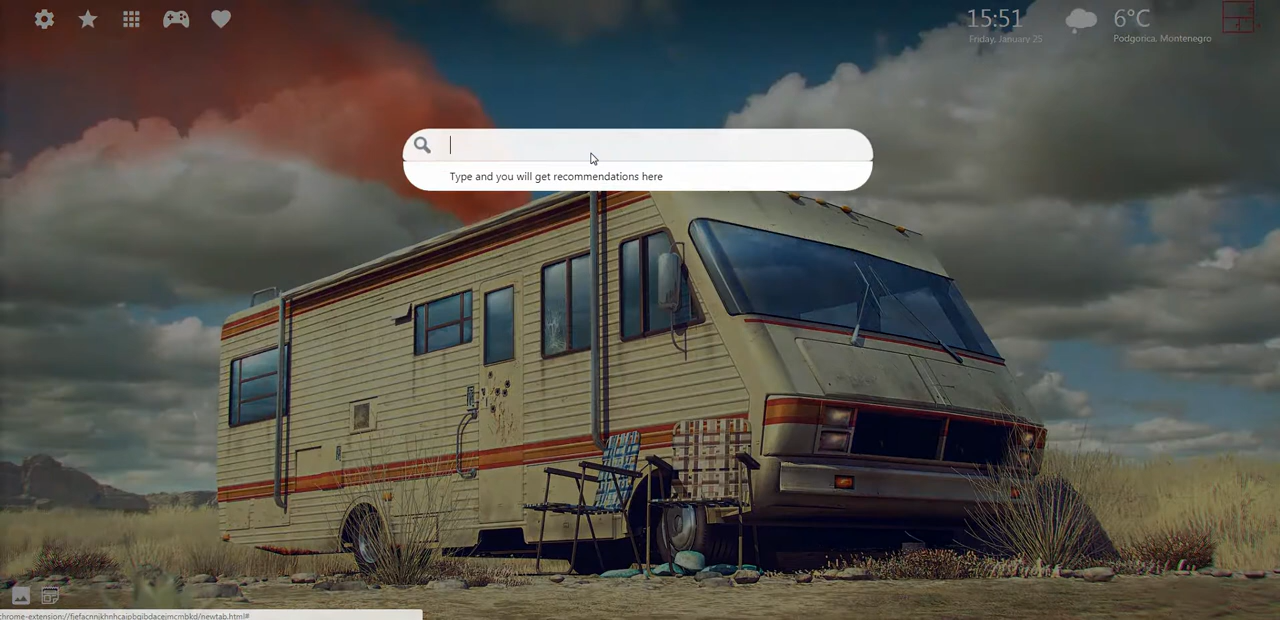 15:51
Friday, January 25
6°C
Podgorica, Montenegro
Type and you will get recommendations here